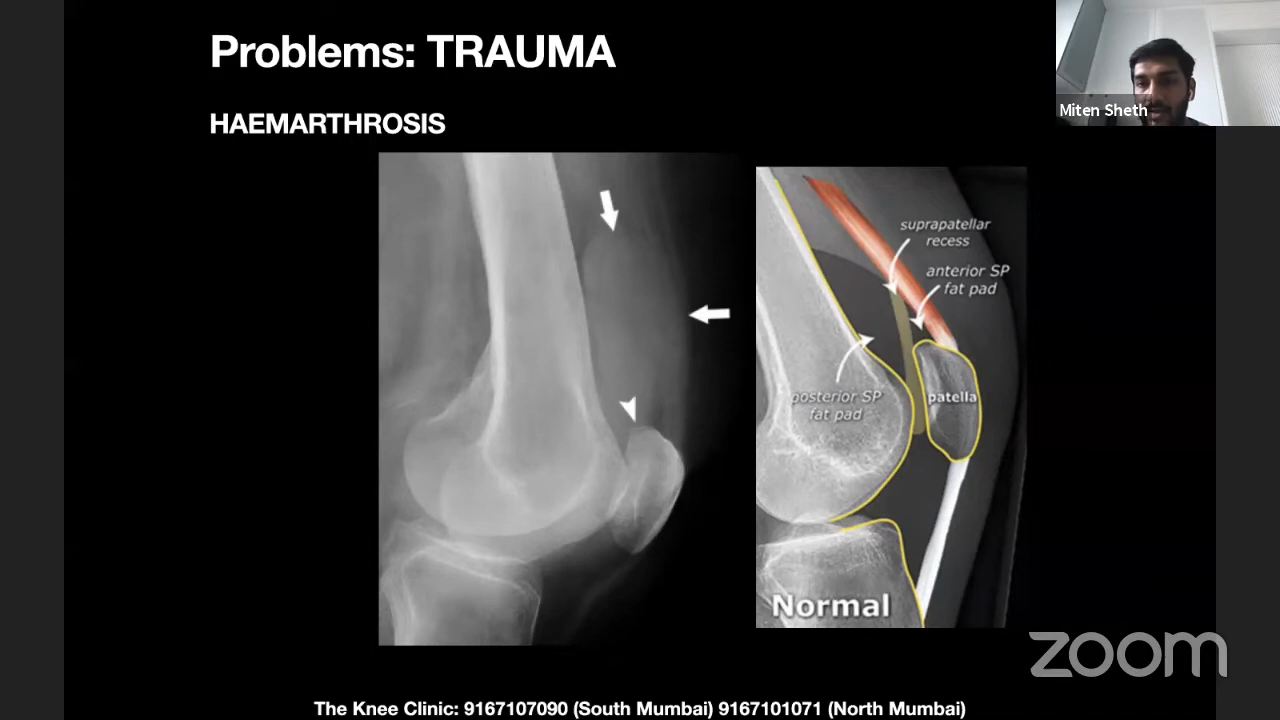 Problems: TRAUMA
Miten Sheth
HAEMARTHROSIS
suprapatellar
recess
anterior SP
fat pad
posterior SP
fat pad
patella
Normal
zoom
The Knee Clinic: 9167107090 (South Mumbai) 9167101071 (North Mumbai)